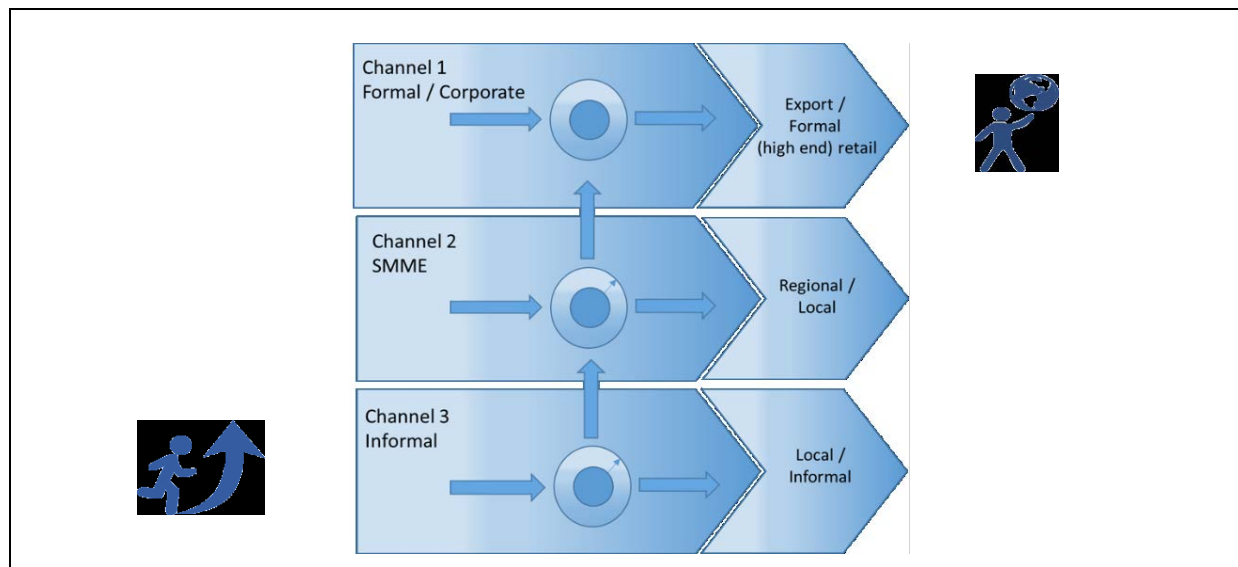 Channel 1
Formal / Corporate
Export /
Formal
(high end) retail
Channel 2
SMME
Regional /
Local
Channel 3
Informal
Local /
Informal